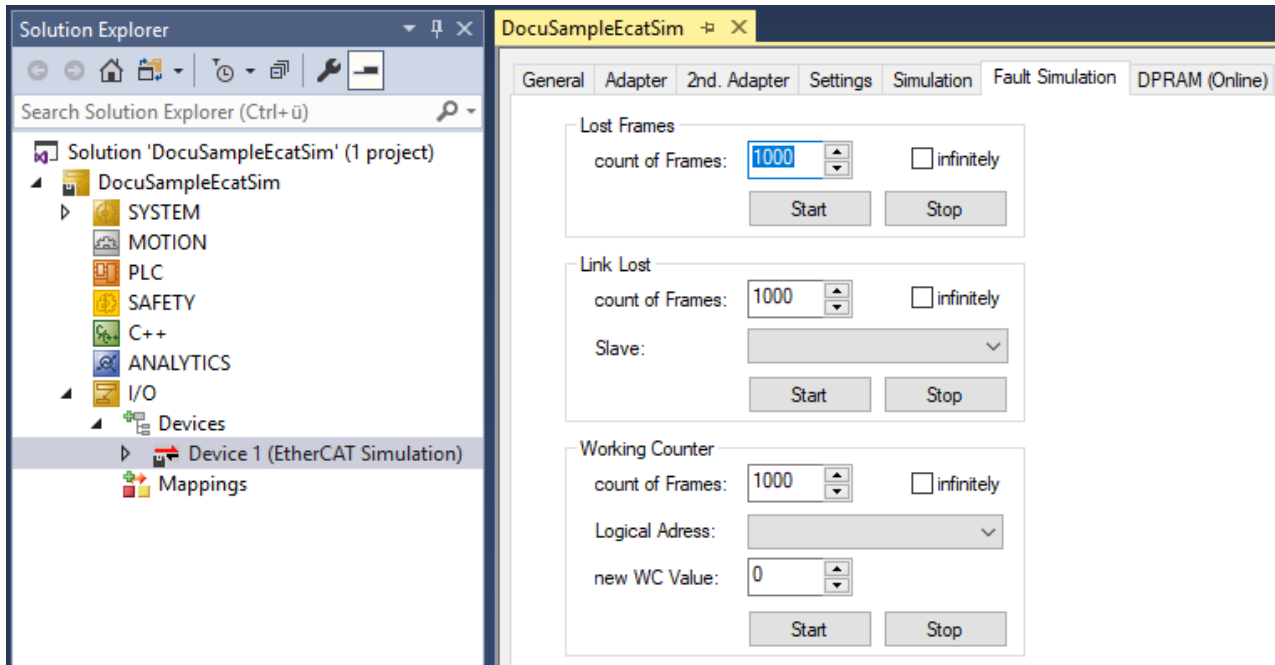 Solution Explorer
Search Solution Explorer (Ctrl+ü)
Solution 'DocuSampleEcatSim' (1 project)
DocuSampleEcatSim
SYSTEM
MOTION
PLC
SAFETY
C++
ANALYTICS
I/O
Devices
Device 1 (EtherCAT Simulation)
Mappings
DocuSampleEcatSim
General Adapter 2nd. Adapter Settings Simulation Fault Simulation DPRAM (Online)
Lost Frames
count of Frames: 1000 infinitely
Start Stop
Link Lost
count of Frames: 1000 infinitely
Slave:
Start Stop
Working Counter
count of Frames: 1000 infinitely
Logical Adress:
new WC Value: 0
Start Stop